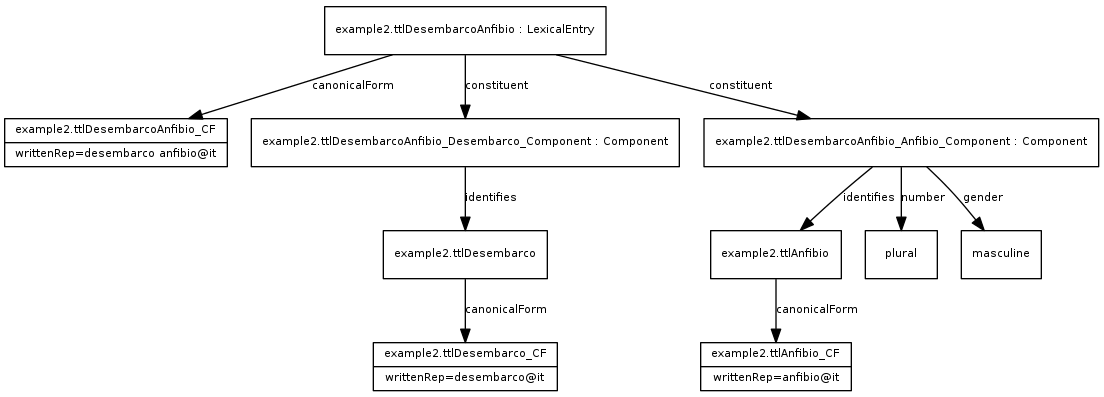 example2.ttlDesembarcoAnfibio : LexicalEntry
canonicalForm
constituent
constituent
example2.ttlDesembarcoAnfibio_CF
writtenRep=desembarco anfibio@it
example2.ttlDesembarcoAnfibio_Desembarco_Component : Component
example2.ttlDesembarcoAnfibio_Anfibio_Component : Component
identifies
identifies
number
gender
example2.ttlDesembarco
example2.ttlAnfibio
plural
masculine
canonicalForm
canonicalForm
example2.ttlDesembarco_CF
writtenRep=desembarco@it
example2.ttlAnfibio_CF
writtenRep=anfibio@it